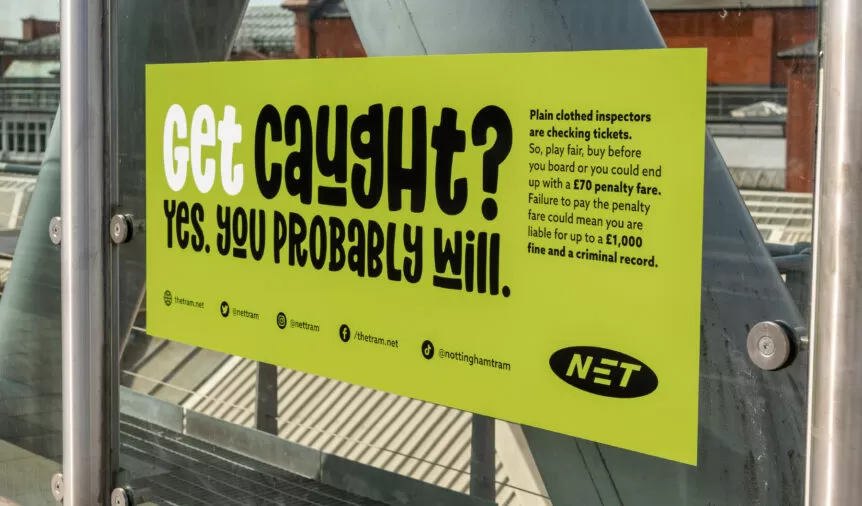 Get Caught?
Yes. You PROBABLY Will.
Plain clothed inspectors
are checking tickets.
So, play fair, buy before
you board or you could end
up with a £70 penalty fare.
Failure to pay the penalty
fare could mean you are
liable for up to a £1,000
fine and a criminal record.
thetram.net
@nettram
@nettram
/thetram.net
@nottinghamtram
NET